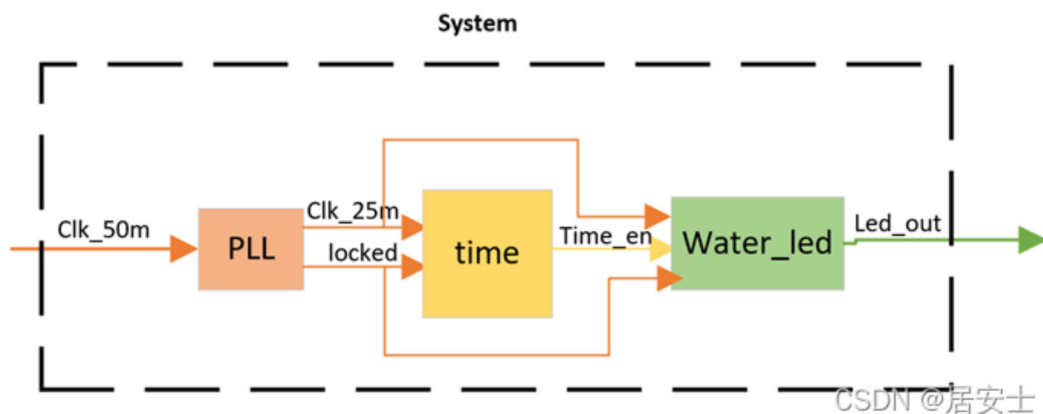 System
Clk_50m
PLL
Clk_25m
locked
time
Time_en
Water_led
Led_out
CSDN @居安士